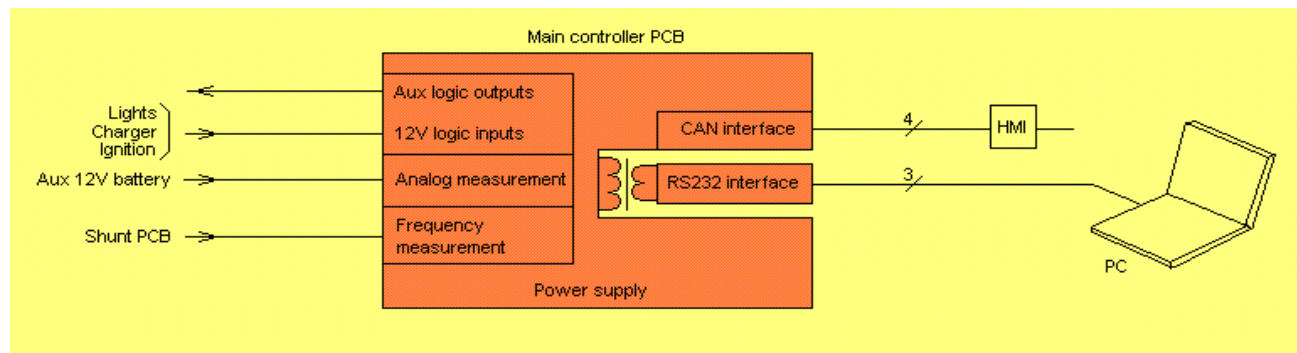 Main controller PCB
Aux logic outputs
Lights
Charger
Ignition
12V logic inputs
CAN interface
4
HMI
Aux 12V battery
Analog measurement
RS232 interface
3
Shunt PCB
Frequency
measurement
PC
Power supply